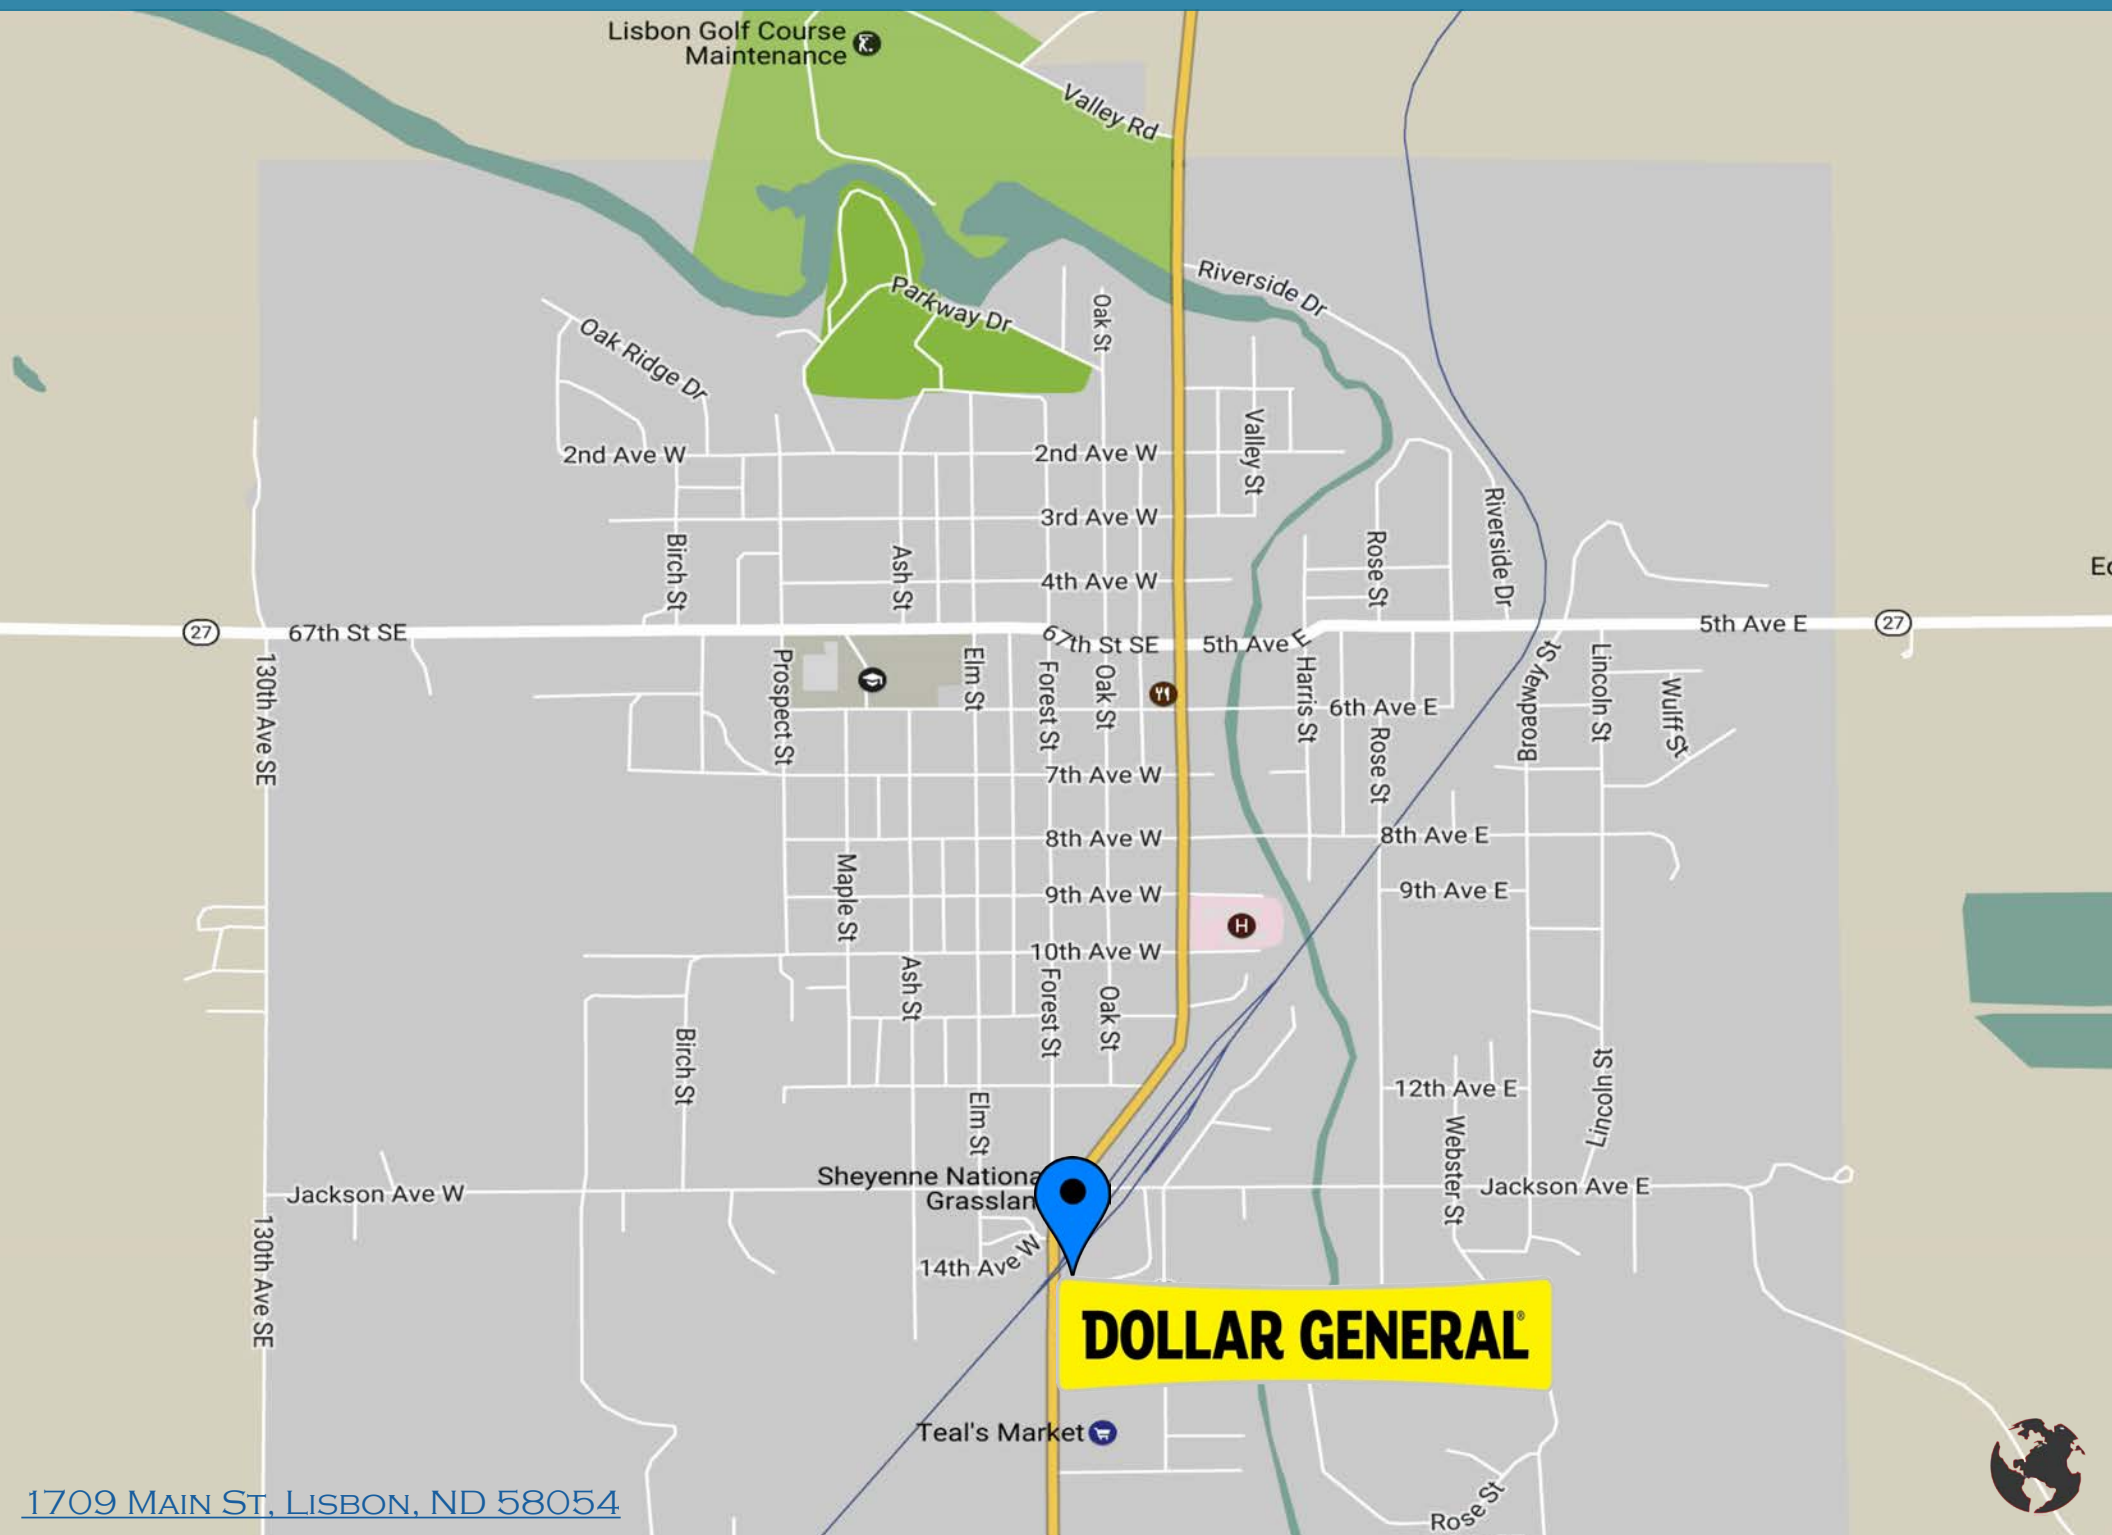 Lisbon Golf Course
Maintenance
Valley Rd
Riverside Dr
Parkway Dr
Oak St
Oak Ridge Dr
Valley St
2nd Ave W
2nd Ave W
3rd Ave W
Riverside Dr
Birch St
Ash St
Rose St
4th Ave W
27
67th St SE
67th St SE
5th Ave E
5th Ave E
27
130th Ave SE
Prospect St
Elm St
Forest St
Oak St
Harris St
6th Ave E
Rose St
Broadway St
Lincoln St
Wulff St
7th Ave W
8th Ave W
8th Ave E
Maple St
9th Ave W
9th Ave E
H
10th Ave W
Ash St
Forest St
Oak St
Birch St
Lincoln St
12th Ave E
Elm St
Webster St
Sheyenne Nationa
Grasslan
Jackson Ave W
Jackson Ave E
130th Ave SE
14th Ave W
DOLLAR GENERAL®
Teal's Market
1709 Main St, Lisbon, ND 58054
Rose St